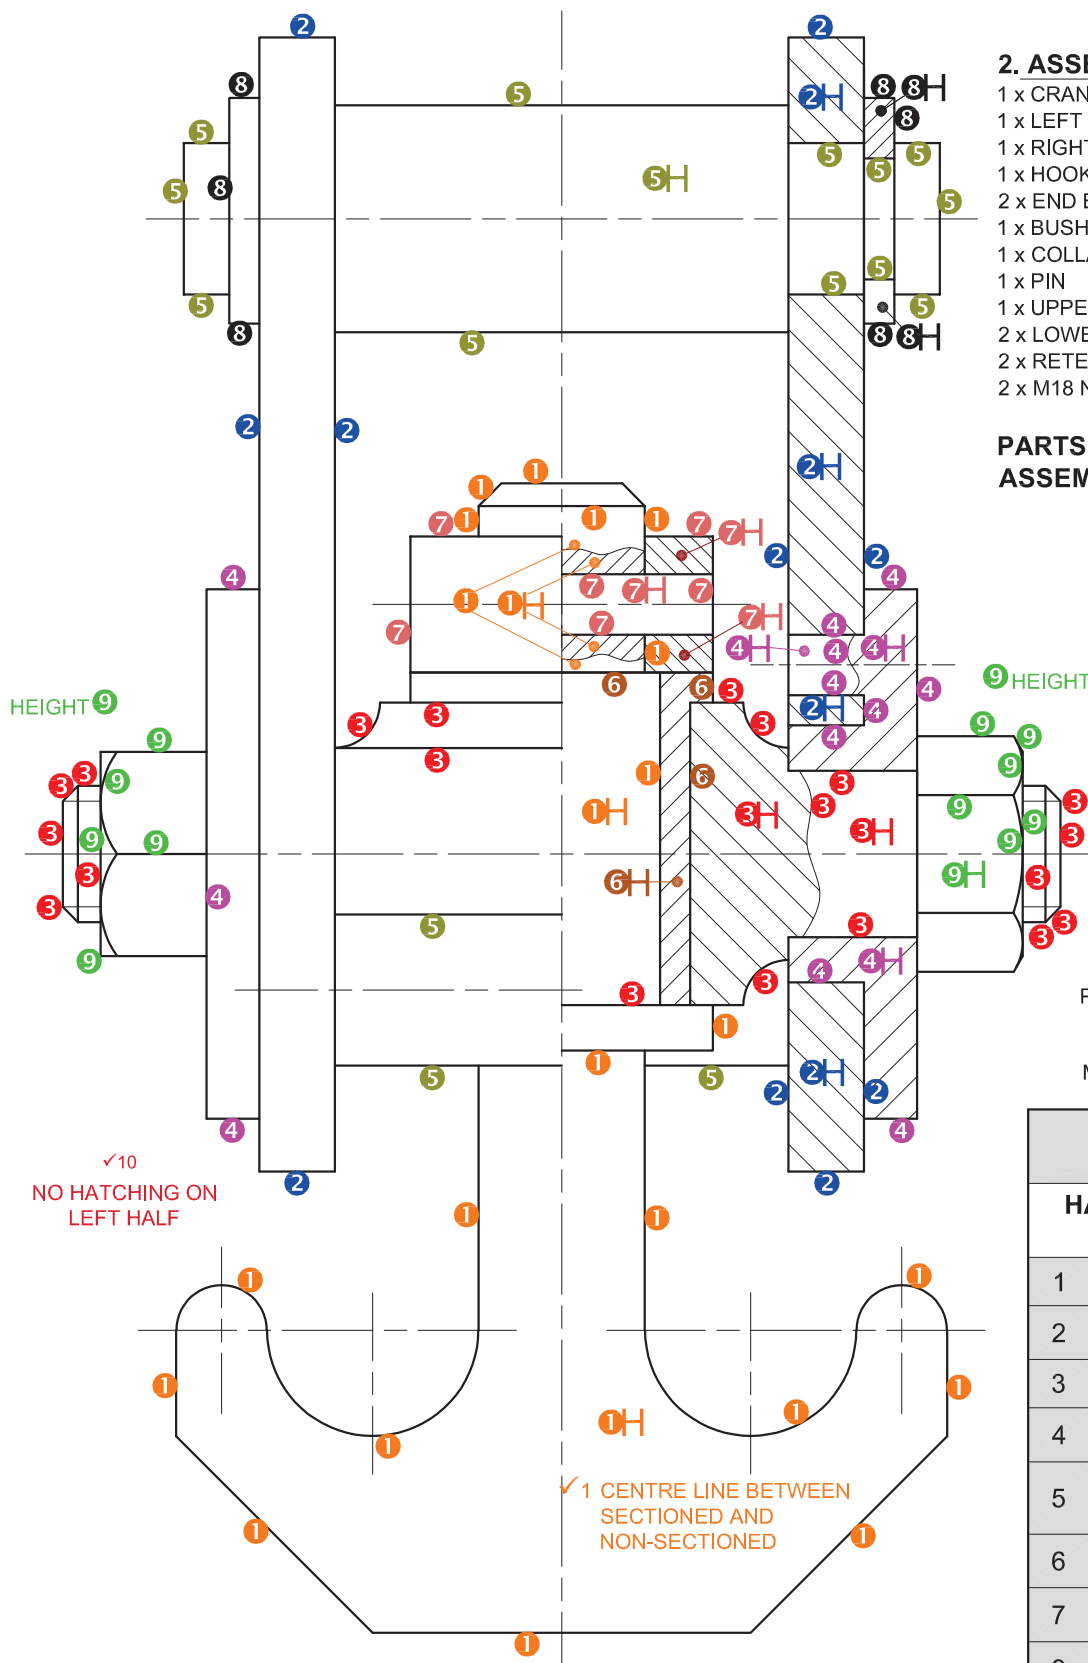 2. ASSE
1 x CRAN
1 x LEFT
1 x RIGHT
1 x HOOK
2 x END B
1 x BUSH
1 x COLLA
1 x PIN
1 x UPPE
2 x LOWE
2 x RETE
2 x M18 N
PARTS
ASSEM
HEIGHT 9
9 HEIGHT
✓10
NO HATCHING ON
LEFT HALF
✓1 CENTRE LINE BETWEEN
SECTIONED AND
NON-SECTIONED
HA
1
2
3
4
5
6
7